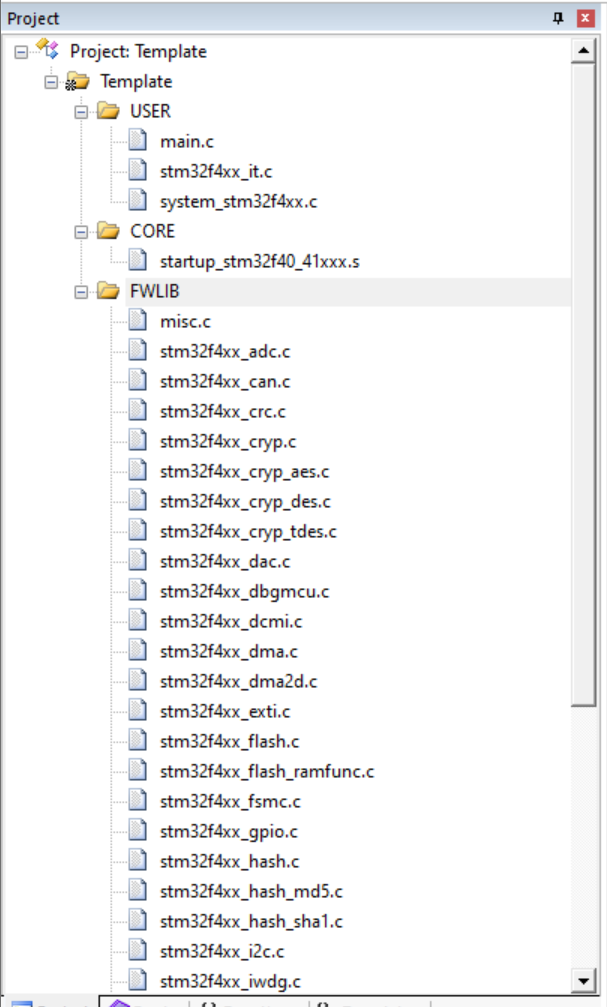 Project
Project: Template
Template
USER
main.c
stm32f4xx_it.c
system_stm32f4xx.c
CORE
startup_stm32f40_41xxx.s
FWLIB
misc.c
stm32f4xx_adc.c
stm32f4xx_can.c
stm32f4xx_crc.c
stm32f4xx_cryp.c
stm32f4xx_cryp_aes.c
stm32f4xx_cryp_des.c
stm32f4xx_cryp_tdes.c
stm32f4xx_dac.c
stm32f4xx_dbgmcu.c
stm32f4xx_dcmi.c
stm32f4xx_dma.c
stm32f4xx_dma2d.c
stm32f4xx_exti.c
stm32f4xx_flash.c
stm32f4xx_flash_ramfunc.c
stm32f4xx_fsmc.c
stm32f4xx_gpio.c
stm32f4xx_hash.c
stm32f4xx_hash_md5.c
stm32f4xx_hash_sha1.c
stm32f4xx_i2c.c
stm32f4xx_iwdg.c